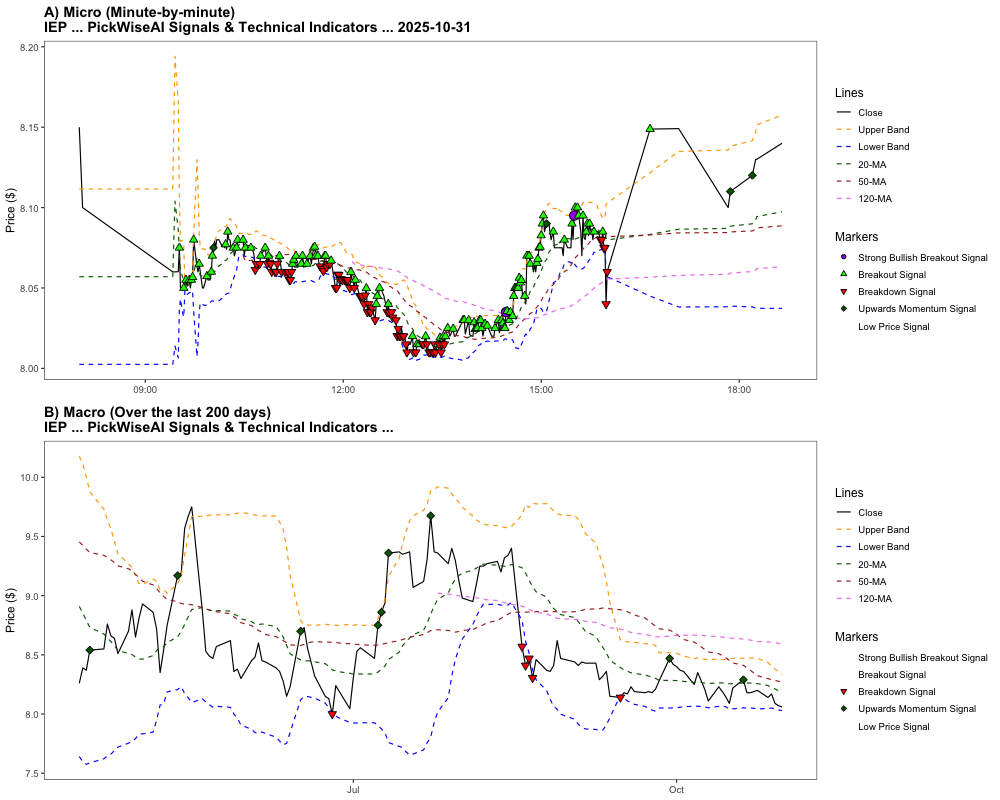 A) Micro (Minute-by-minute)
IEP ... PickWiseAI Signals & Technical Indicators ... 2025-10-31
Price ($)
8.20
8.15
8.10
8.05
8.00
09:00
12:00
15:00
18:00
Lines
Close
Upper Band
Lower Band
20-MA
50-MA
120-MA
Markers
Strong Bullish Breakout Signal
Breakout Signal
Breakdown Signal
Upwards Momentum Signal
Low Price Signal
B) Macro (Over the last 200 days)
IEP ... PickWiseAI Signals & Technical Indicators ...
Price ($)
10.0
9.5
9.0
8.5
8.0
7.5
Jul
Oct
Lines
Close
Upper Band
Lower Band
20-MA
50-MA
120-MA
Markers
Strong Bullish Breakout Signal
Breakout Signal
Breakdown Signal
Upwards Momentum Signal
Low Price Signal